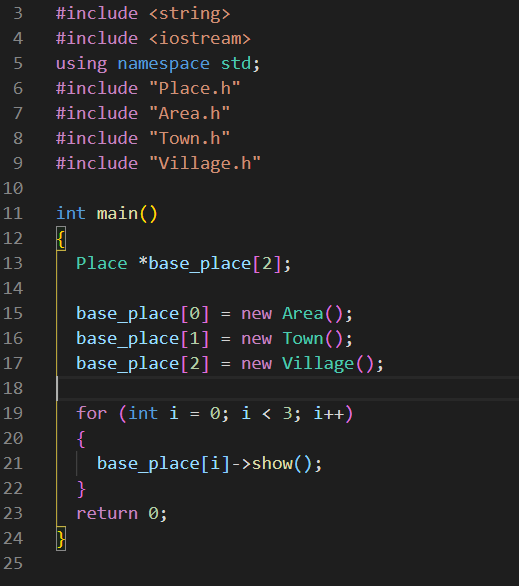 3 #include <string>
4 #include <iostream>
5 using namespace std;
6 #include "Place.h"
7 #include "Area.h"
8 #include "Town.h"
9 #include "Village.h"
10
11 int main()
12 {
13   Place *base_place[2];
14
15   base_place[0] = new Area();
16   base_place[1] = new Town();
17   base_place[2] = new Village();
18
19   for (int i = 0; i < 3; i++)
20   {
21     base_place[i]->show();
22   }
23   return 0;
24 }
25